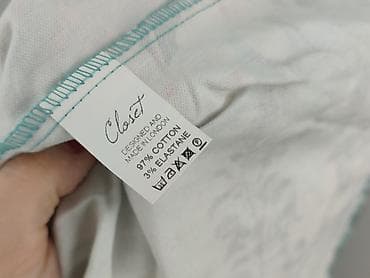 Closet
DESIGNED AND
MADE IN LONDON
97% COTTON
3% ELASTANE